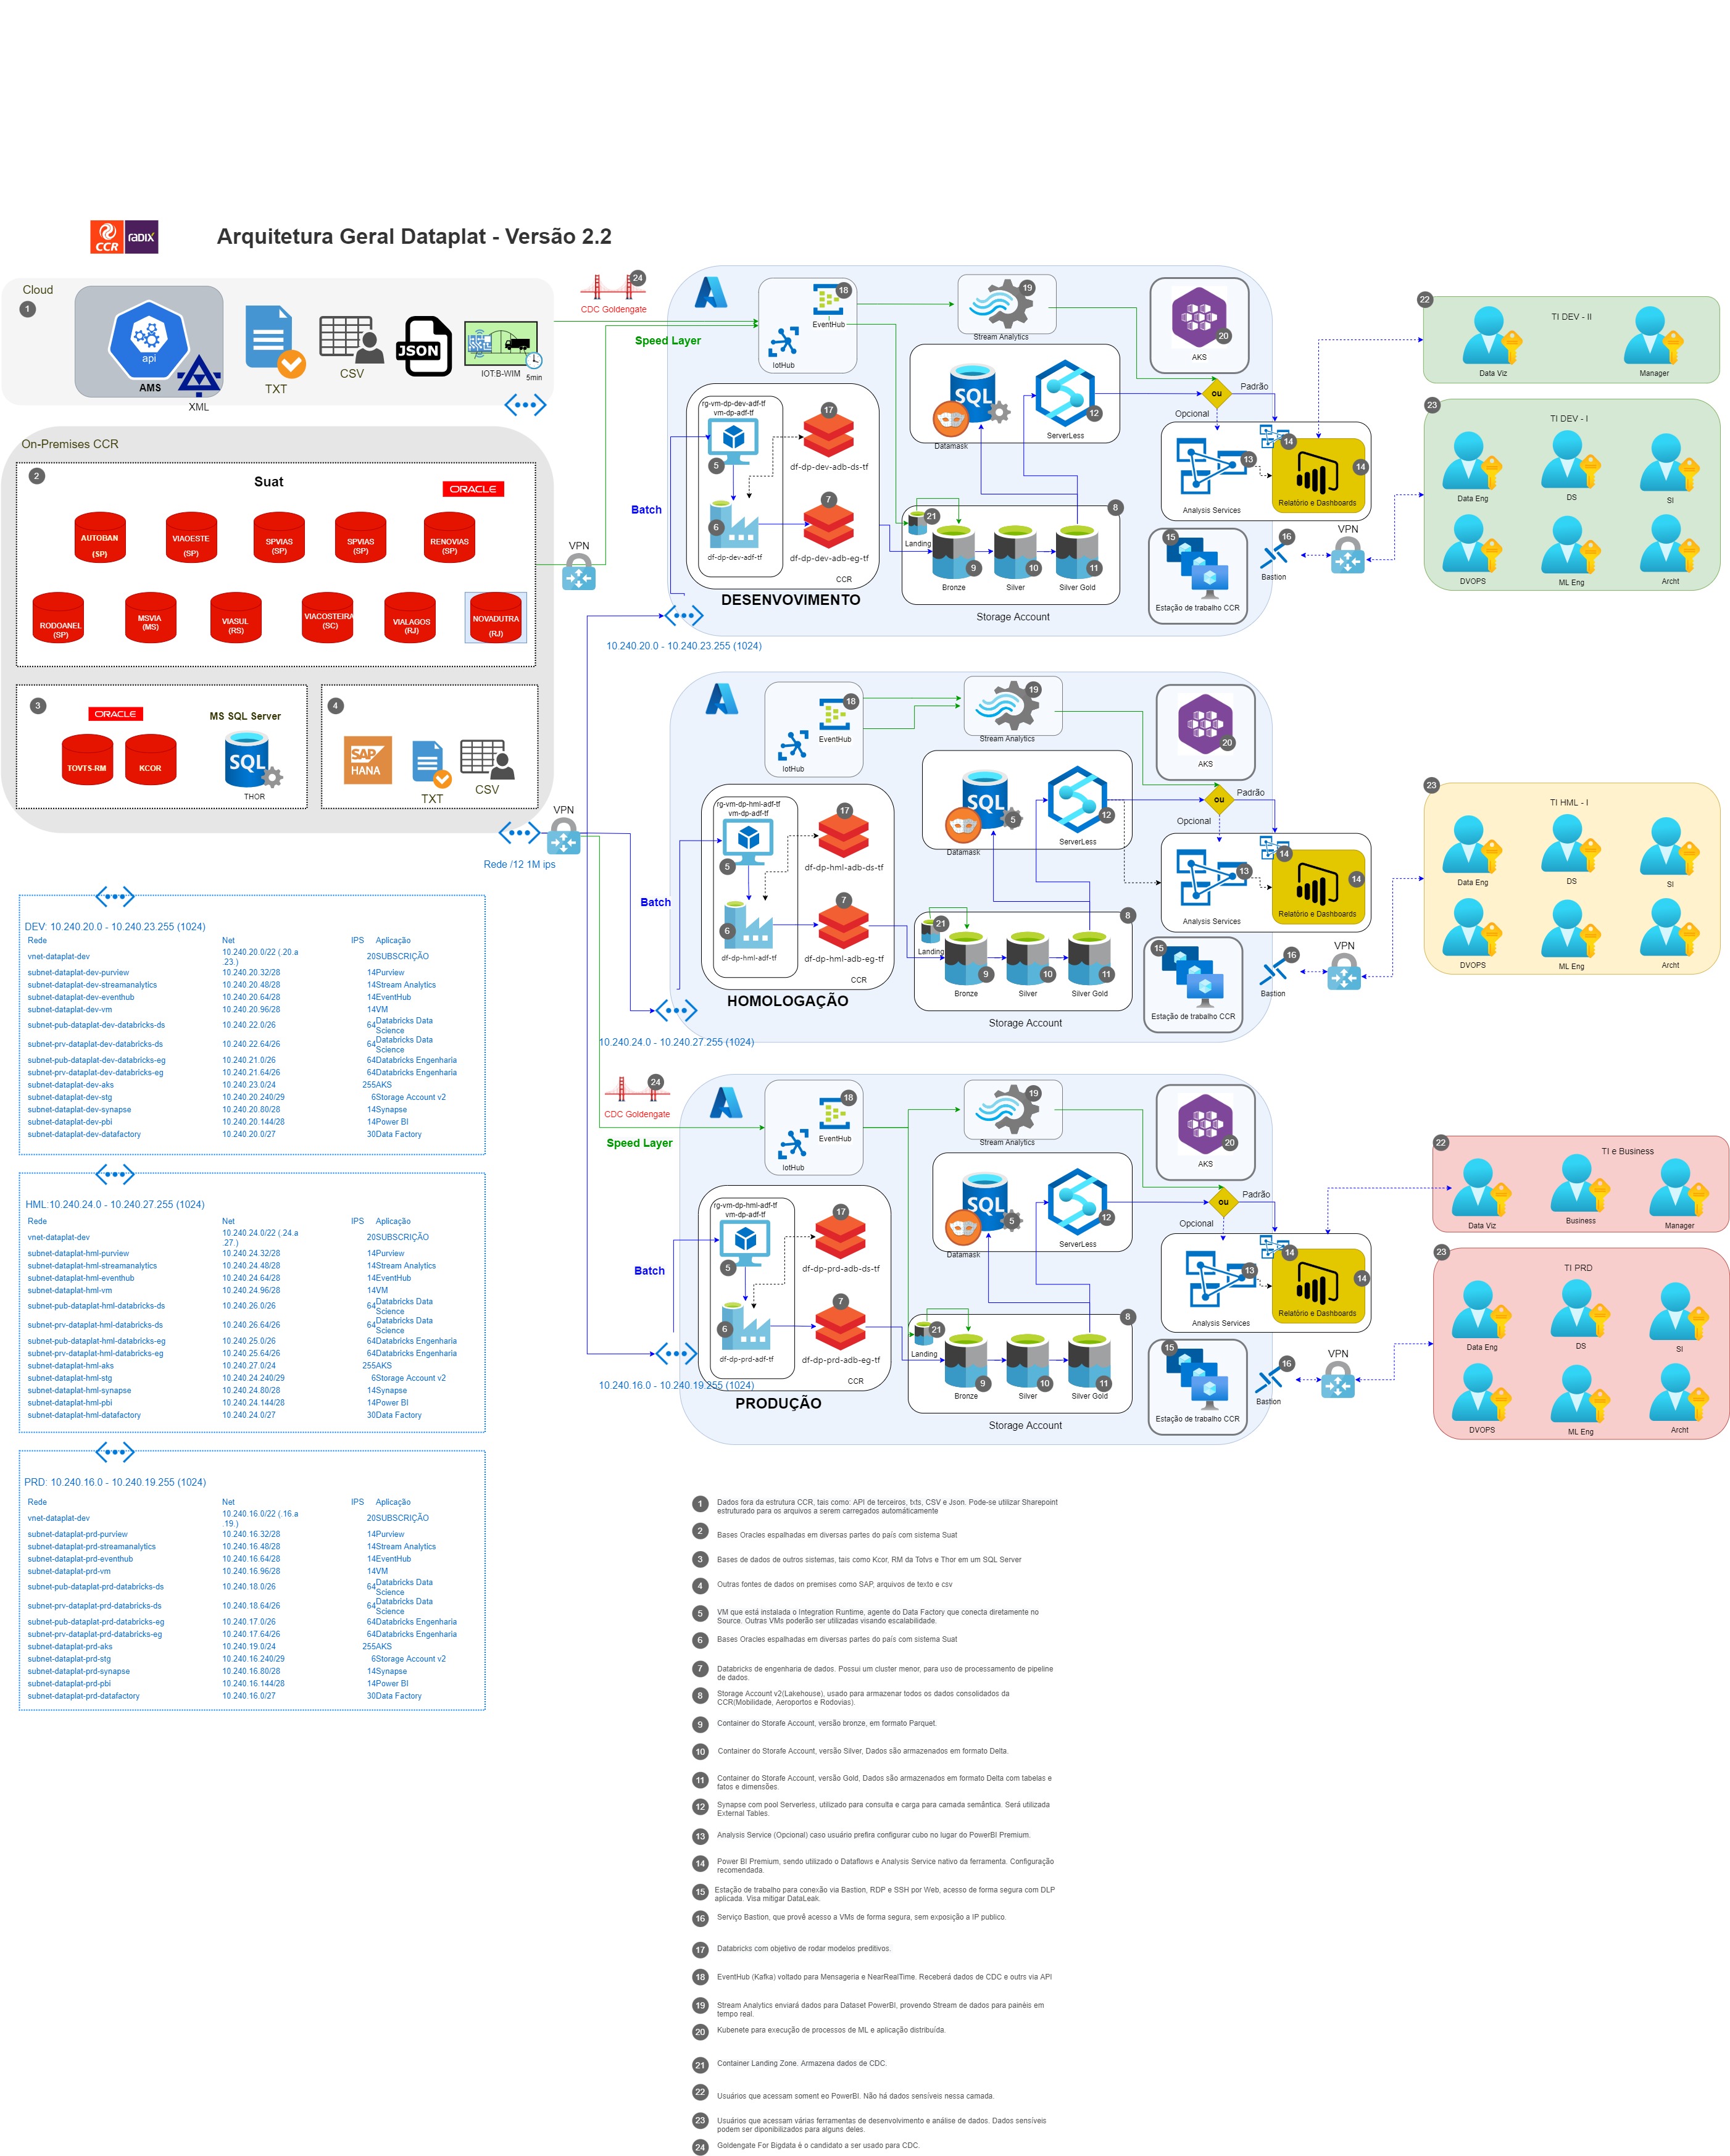 CCR
radix
Arquitetura Geral Dataplat - Versão 2.2
Cloud
1
api
AMS
XML
TXT
CSV
JSON
IOT:B-WIM
5min
24
CDC Goldengate
Speed Layer
On-Premises CCR
2
Suat
ORACLE
AUTOBAN
(SP)
VIAOESTE
(SP)
SPVIAS
(SP)
SPVIAS
(SP)
RENOVIAS
(SP)
RODOANEL
(SP)
MSVIA
(MS)
VIASUL
(RS)
VIACOSTEIRA
(SC)
VIALAGOS
(RJ)
NOVADUTRA
(RJ)
3
ORACLE
TOVTS-RM
KCOR
MS SQL Server
SQL
THOR
4
SAP
HANA
TXT
CSV
VPN
VPN
Rede /12 1M ips
Batch
18
EventHub
IotHub
19
Stream Analytics
20
AKS
rg-vm-dp-dev-adf-tf
vm-dp-adf-tf
5
17
df-dp-dev-adb-ds-tf
6
df-dp-dev-adf-tf
7
df-dp-dev-adb-eg-tf
CCR
DESENVOVIMENTO
SQL
Datamask
12
ServerLess
ou
Padrão
Opcional
13
Analysis Services
14
14
Relatório e Dashboards
8
21
Landing
9
Bronze
10
Silver
11
Silver Gold
Storage Account
15
Estação de trabalho CCR
16
Bastion
VPN
10.240.20.0 - 10.240.23.255 (1024)
22
TI DEV - II
Data Viz
Manager
23
TI DEV - I
Data Eng
DS
SI
DVOPS
ML Eng
Archt
Batch
18
EventHub
IotHub
19
Stream Analytics
20
AKS
rg-vm-dp-hml-adf-tf
vm-dp-adf-tf
5
17
df-dp-hml-adb-ds-tf
6
df-dp-hml-adf-tf
7
df-dp-hml-adb-eg-tf
CCR
HOMOLOGAÇÃO
SQL
5
Datamask
12
ServerLess
ou
Padrão
Opcional
13
Analysis Services
14
14
Relatório e Dashboards
8
21
Landing
9
Bronze
10
Silver
11
Silver Gold
Storage Account
15
Estação de trabalho CCR
16
Bastion
VPN
10.240.24.0 - 10.240.27.255 (1024)
23
TI HML - I
Data Eng
DS
SI
DVOPS
ML Eng
Archt
24
CDC Goldengate
Speed Layer
Batch
18
EventHub
IotHub
19
Stream Analytics
20
AKS
rg-vm-dp-hml-adf-tf
vm-dp-adf-tf
5
17
df-dp-prd-adb-ds-tf
6
df-dp-prd-adf-tf
7
df-dp-prd-adb-eg-tf
CCR
PRODUÇÃO
SQL
5
Datamask
12
ServerLess
ou
Padrão
Opcional
13
Analysis Services
14
14
Relatório e Dashboards
8
21
Landing
9
Bronze
10
Silver
11
Silver Gold
Storage Account
15
Estação de trabalho CCR
16
Bastion
VPN
10.240.16.0 - 10.240.19.255 (1024)
22
TI e Business
Data Viz
Business
Manager
23
TI PRD
Data Eng
DS
SI
DVOPS
ML Eng
Archt
DEV: 10.240.20.0 - 10.240.23.255 (1024)
Rede Net IPS Aplicação
vnet-dataplat-dev 10.240.20.0/22 ( 20.a .23.) 20 SUBSCRIÇÃO
subnet-dataplat-dev-purview 10.240.20.32/28 14 Purview
subnet-dataplat-dev-streamanalytics 10.240.20.48/28 14 Stream Analytics
subnet-dataplat-dev-eventhub 10.240.20.64/28 14 EventHub
subnet-dataplat-dev-vm 10.240.20.96/28 14 VM
subnet-pub-dataplat-dev-databricks-ds 10.240.22.0/26 64 Databricks Data Science
subnet-prv-dataplat-dev-databricks-ds 10.240.22.64/26 64 Databricks Data Science
subnet-pub-dataplat-dev-databricks-eg 10.240.21.0/26 64 Databricks Engenharia
subnet-prv-dataplat-dev-databricks-eg 10.240.21.64/26 64 Databricks Engenharia
subnet-dataplat-dev-aks 10.240.23.0/24 255 AKS
subnet-dataplat-dev-stg 10.240.20.240/29 6 Storage Account v2
subnet-dataplat-dev-synapse 10.240.20.80/28 14 Synapse
subnet-dataplat-dev-pbi 10.240.20.144/28 14 Power BI
subnet-dataplat-dev-datafactory 10.240.20.0/27 30 Data Factory
HML:10.240.24.0 - 10.240.27.255 (1024)
Rede Net IPS Aplicação
vnet-dataplat-dev 10.240.24.0/22 ( .24.a .27.) 20 SUBSCRIÇÃO
subnet-dataplat-hml-purview 10.240.24.32/28 14 Purview
subnet-dataplat-hml-streamanalytics 10.240.24.48/28 14 Stream Analytics
subnet-dataplat-hml-eventhub 10.240.24.64/28 14 EventHub
subnet-dataplat-hml-vm 10.240.24.96/28 14 VM
subnet-pub-dataplat-hml-databricks-ds 10.240.26.0/26 64 Databricks Data Science
subnet-prv-dataplat-hml-databricks-ds 10.240.26.64/26 64 Databricks Data Science
subnet-pub-dataplat-hml-databricks-eg 10.240.25.0/26 64 Databricks Engenharia
subnet-prv-dataplat-hml-databricks-eg 10.240.25.64/26 64 Databricks Engenharia
subnet-dataplat-hml-aks 10.240.27.0/24 255 AKS
subnet-dataplat-hml-stg 10.240.24.240/29 6 Storage Account v2
subnet-dataplat-hml-synapse 10.240.24.80/28 14 Synapse
subnet-dataplat-hml-pbi 10.240.24.144/28 14 Power BI
subnet-dataplat-hml-datafactory 10.240.24.0/27 30 Data Factory
PRD: 10.240.16.0 - 10.240.19.255 (1024)
Rede Net IPS Aplicação
vnet-dataplat-dev 10.240.16.0/22 (.16.a .19.) 20 SUBSCRIÇÃO
subnet-dataplat-prd-purview 10.240.16.32/28 14 Purview
subnet-dataplat-prd-streamanalytics 10.240.16.48/28 14 Stream Analytics
subnet-dataplat-prd-eventhub 10.240.16.64/28 14 EventHub
subnet-dataplat-prd-vm 10.240.16.96/28 14 VM
subnet-pub-dataplat-prd-databricks-ds 10.240.18.0/26 64 Databricks Data Science
subnet-prv-dataplat-prd-databricks-ds 10.240.18.64/26 64 Databricks Data Science
subnet-pub-dataplat-prd-databricks-eg 10.240.17.0/26 64 Databricks Engenharia
subnet-prv-dataplat-prd-databricks-eg 10.240.17.64/26 64 Databricks Engenharia
subnet-dataplat-prd-aks 10.240.19.0/24 255 AKS
subnet-dataplat-prd-stg 10.240.16.240/29 6 Storage Account v2
subnet-dataplat-prd-synapse 10.240.16.80/28 14 Synapse
subnet-dataplat-prd-pbi 10.240.16.144/28 14 Power BI
subnet-dataplat-prd-datafactory 10.240.16.0/27 30 Data Factory
1 Dados fora da estrutura CCR, tais como: API de terceiros, txts, CSV e Json. Pode-se utilizar Sharepoint
estruturado para os arquivos a serem carregados automáticamente
2 Bases Oracles espalhadas em diversas partes do país com sistema Suat
3 Bases de dados de outros sistemas, tais como Kcor, RM da Totvs e Thor em um SQL Server
4 Outras fontes de dados on premises como SAP, arquivos de texto e csv
5 VM que está instalada o Integration Runtime, agente do Data Factory que conecta diretamente no
Source. Outras VMs poderão ser utilizadas visando escalabilidade.
6 Bases Oracles espalhadas em diversas partes do país com sistema Suat
7 Databricks de engenharia de dados. Possui um cluster menor, para uso de processamento de pipeline
de dados.
8 Storage Account v2(Lakehouse), usado para armazenar todos os dados consolidados da
CCR(Mobilidade, Aeroportos e Rodovias).
9 Container do Storafe Account, versão bronze, em formato Parquet.
10 Container do Storafe Account, versão Silver, Dados são armazenados em formato Delta.
11 Container do Storafe Account, versão Gold, Dados são armazenados em formato Delta com tabelas e
fatos e dimensões.
12 Synapse com pool Serverless, utilizado para consulta e carga para camada semântica. Será utilizada
External Tables.
13 Analysis Service (Opcional) caso usuário prefira configurar cubo no lugar do PowerBI Premium.
14 Power BI Premium, sendo utilizado o Dataflows e Analysis Service nativo da ferramenta. Configuração
recomendada.
15 Estação de trabalho para conexão via Bastion, RDP e SSH por Web, acesso de forma segura com DLP
aplicada. Visa mitigar DataLeak.
16 Serviço Bastion, que provê acesso a VMs de forma segura, sem exposição a IP publico.
17 Databricks com objetivo de rodar modelos preditivos.
18 EventHub (Kafka) voltado para Mensageria e NearRealTime. Receberá dados de CDC e outrs via API
19 Stream Analytics enviará dados para Dataset PowerBI, provendo Stream de dados para painéis em
tempo real.
20 Kubenete para execução de processos de ML e aplicação distribuída.
21 Container Landing Zone. Armazena dados de CDC.
22 Usuários que acessam soment eo PowerBI. Não há dados sensíveis nessa camada.
23 Usuários que acessam várias ferramentas de desenvolvimento e análise de dados. Dados sensíveis
podem ser diponibilizados para alguns deles.
24 Goldengate For Bigdata é o candidato a ser usado para CDC.